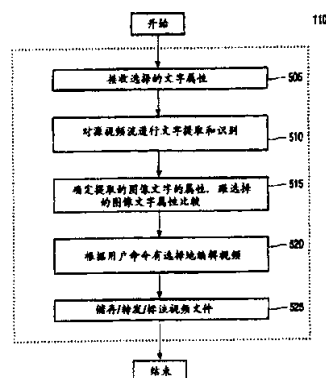 110
开始
接收选择的文字属性
505
对源视频流进行文字提取和识别
510
确定提取的图像文字的属性，跟选择
的图像文字属性比较
515
根据用户命令有选择地编辑视频
520
储存/转发/标注视频文件
525
结束